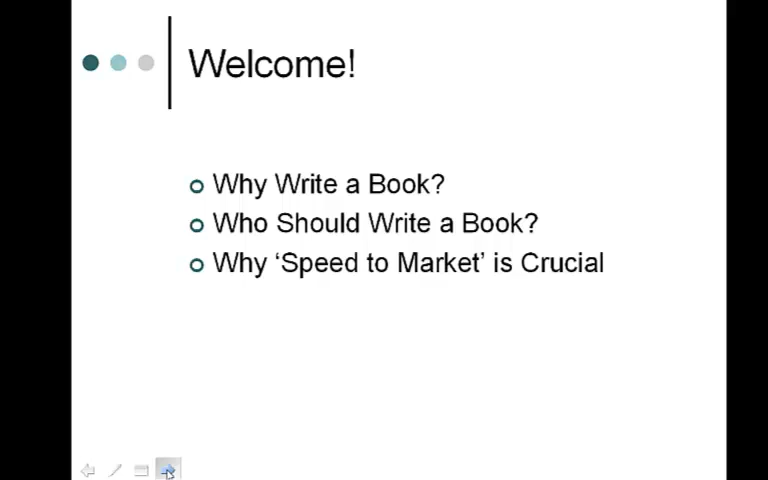 Welcome!
Why Write a Book?
Who Should Write a Book?
Why ‘Speed to Market’ is Crucial